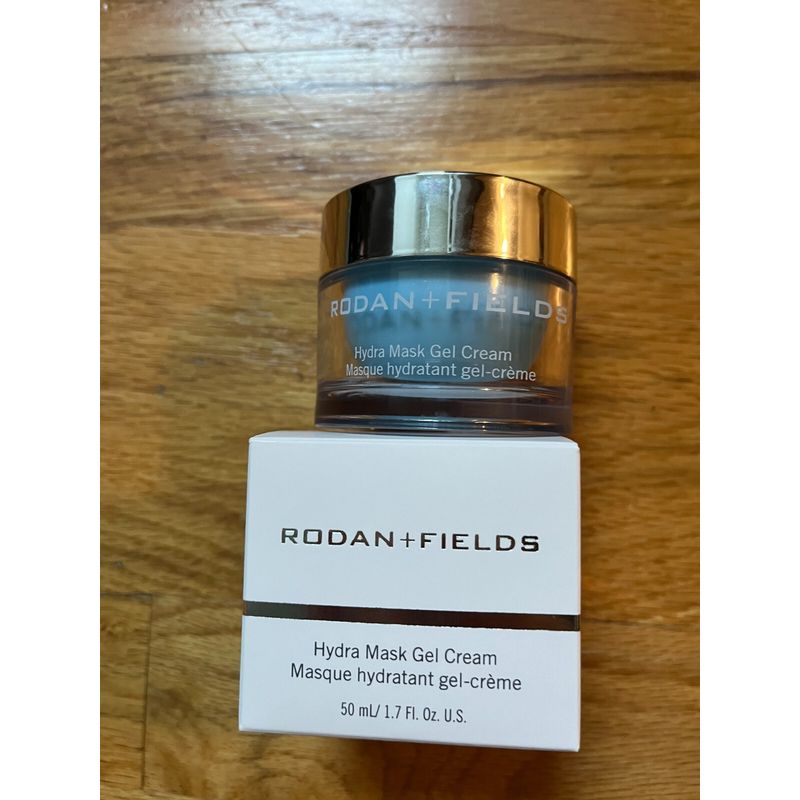 RODAN+FIELDS
Hydra Mask Gel Cream
Masque hydratant gel-crème
RODAN+FIELDS
Hydra Mask Gel Cream
Masque hydratant gel-crème
50 mL/ 1.7 Fl. Oz. U.S.